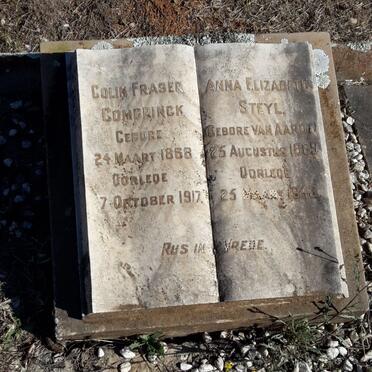 Colin Fraser
Combrinck
Gebore
24 Maart 1868
Oorlede
7 Oktober 1917
Anna Elizabeth
Steyl
Gebore van Aardt
25 Augustus 1869
Oorlede
25
Rus in Vrede.